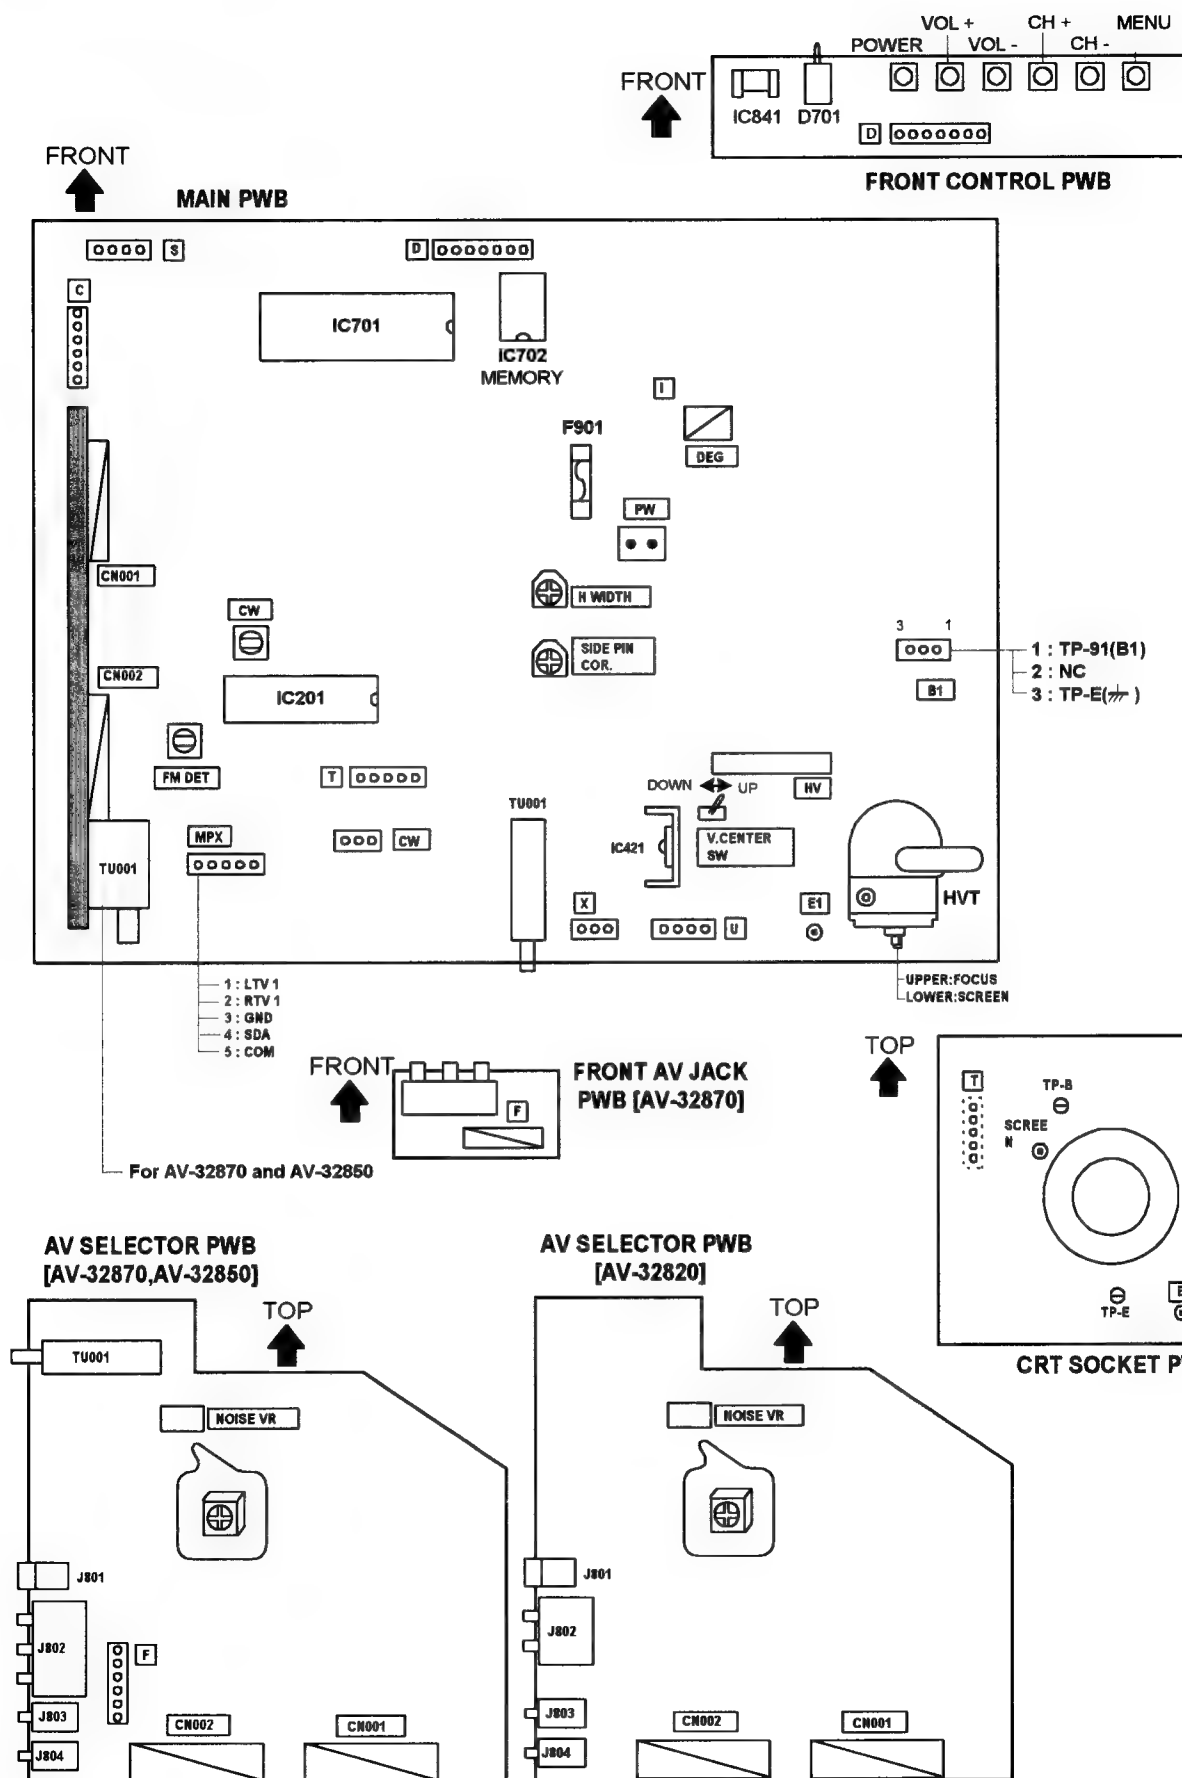 VOL +
CH +
MENU
POWER
VOL -
CH -
FRONT
IC841
D701
D
FRONT CONTROL PWB
FRONT
MAIN PWB
S
D
C
IC701
IC702
MEMORY
I
F901
DEG
PW
CN001
H WIDTH
CW
3
1
SIDE PIN
COR.
1 : TP-91(B1)
2 : NC
3 : TP-E( )
CN002
IC201
B1
FM DET
T
DOWN
UP
HV
TU001
MPX
CW
IC421
V.CENTER
SW
TU001
X
U
E1
HVT
1 : LTV 1
2 : RTV 1
3 : GND
4 : SDA
5 : COM
UPPER:FOCUS
LOWER:SCREEN
FRONT
FRONT AV JACK
PWB [AV-32870]
F
TOP
T
TP-B
SCREE
N
For AV-32870 and AV-32850
TP-E
E
CRT SOCKET P
AV SELECTOR PWB
[AV-32870,AV-32850]
TOP
TU001
NOISE VR
J801
J802
F
J803
CN002
CN001
J804
AV SELECTOR PWB
[AV-32820]
TOP
NOISE VR
J801
J802
J803
CN002
CN001
J804